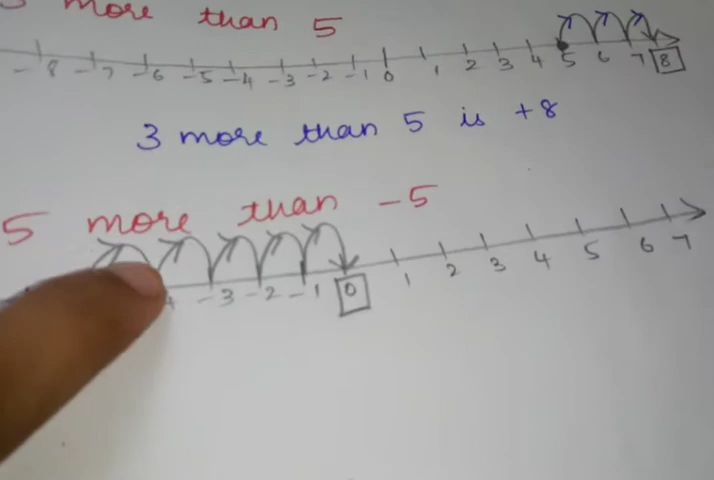 3 more than 5
-8 -7 -6 -5 -4 -3 -2 -1 0 1 2 3 4 5 6 7 8
3 more than 5 is +8
5 more than -5
-3 -2 -1 0 1 2 3 4 5 6 7